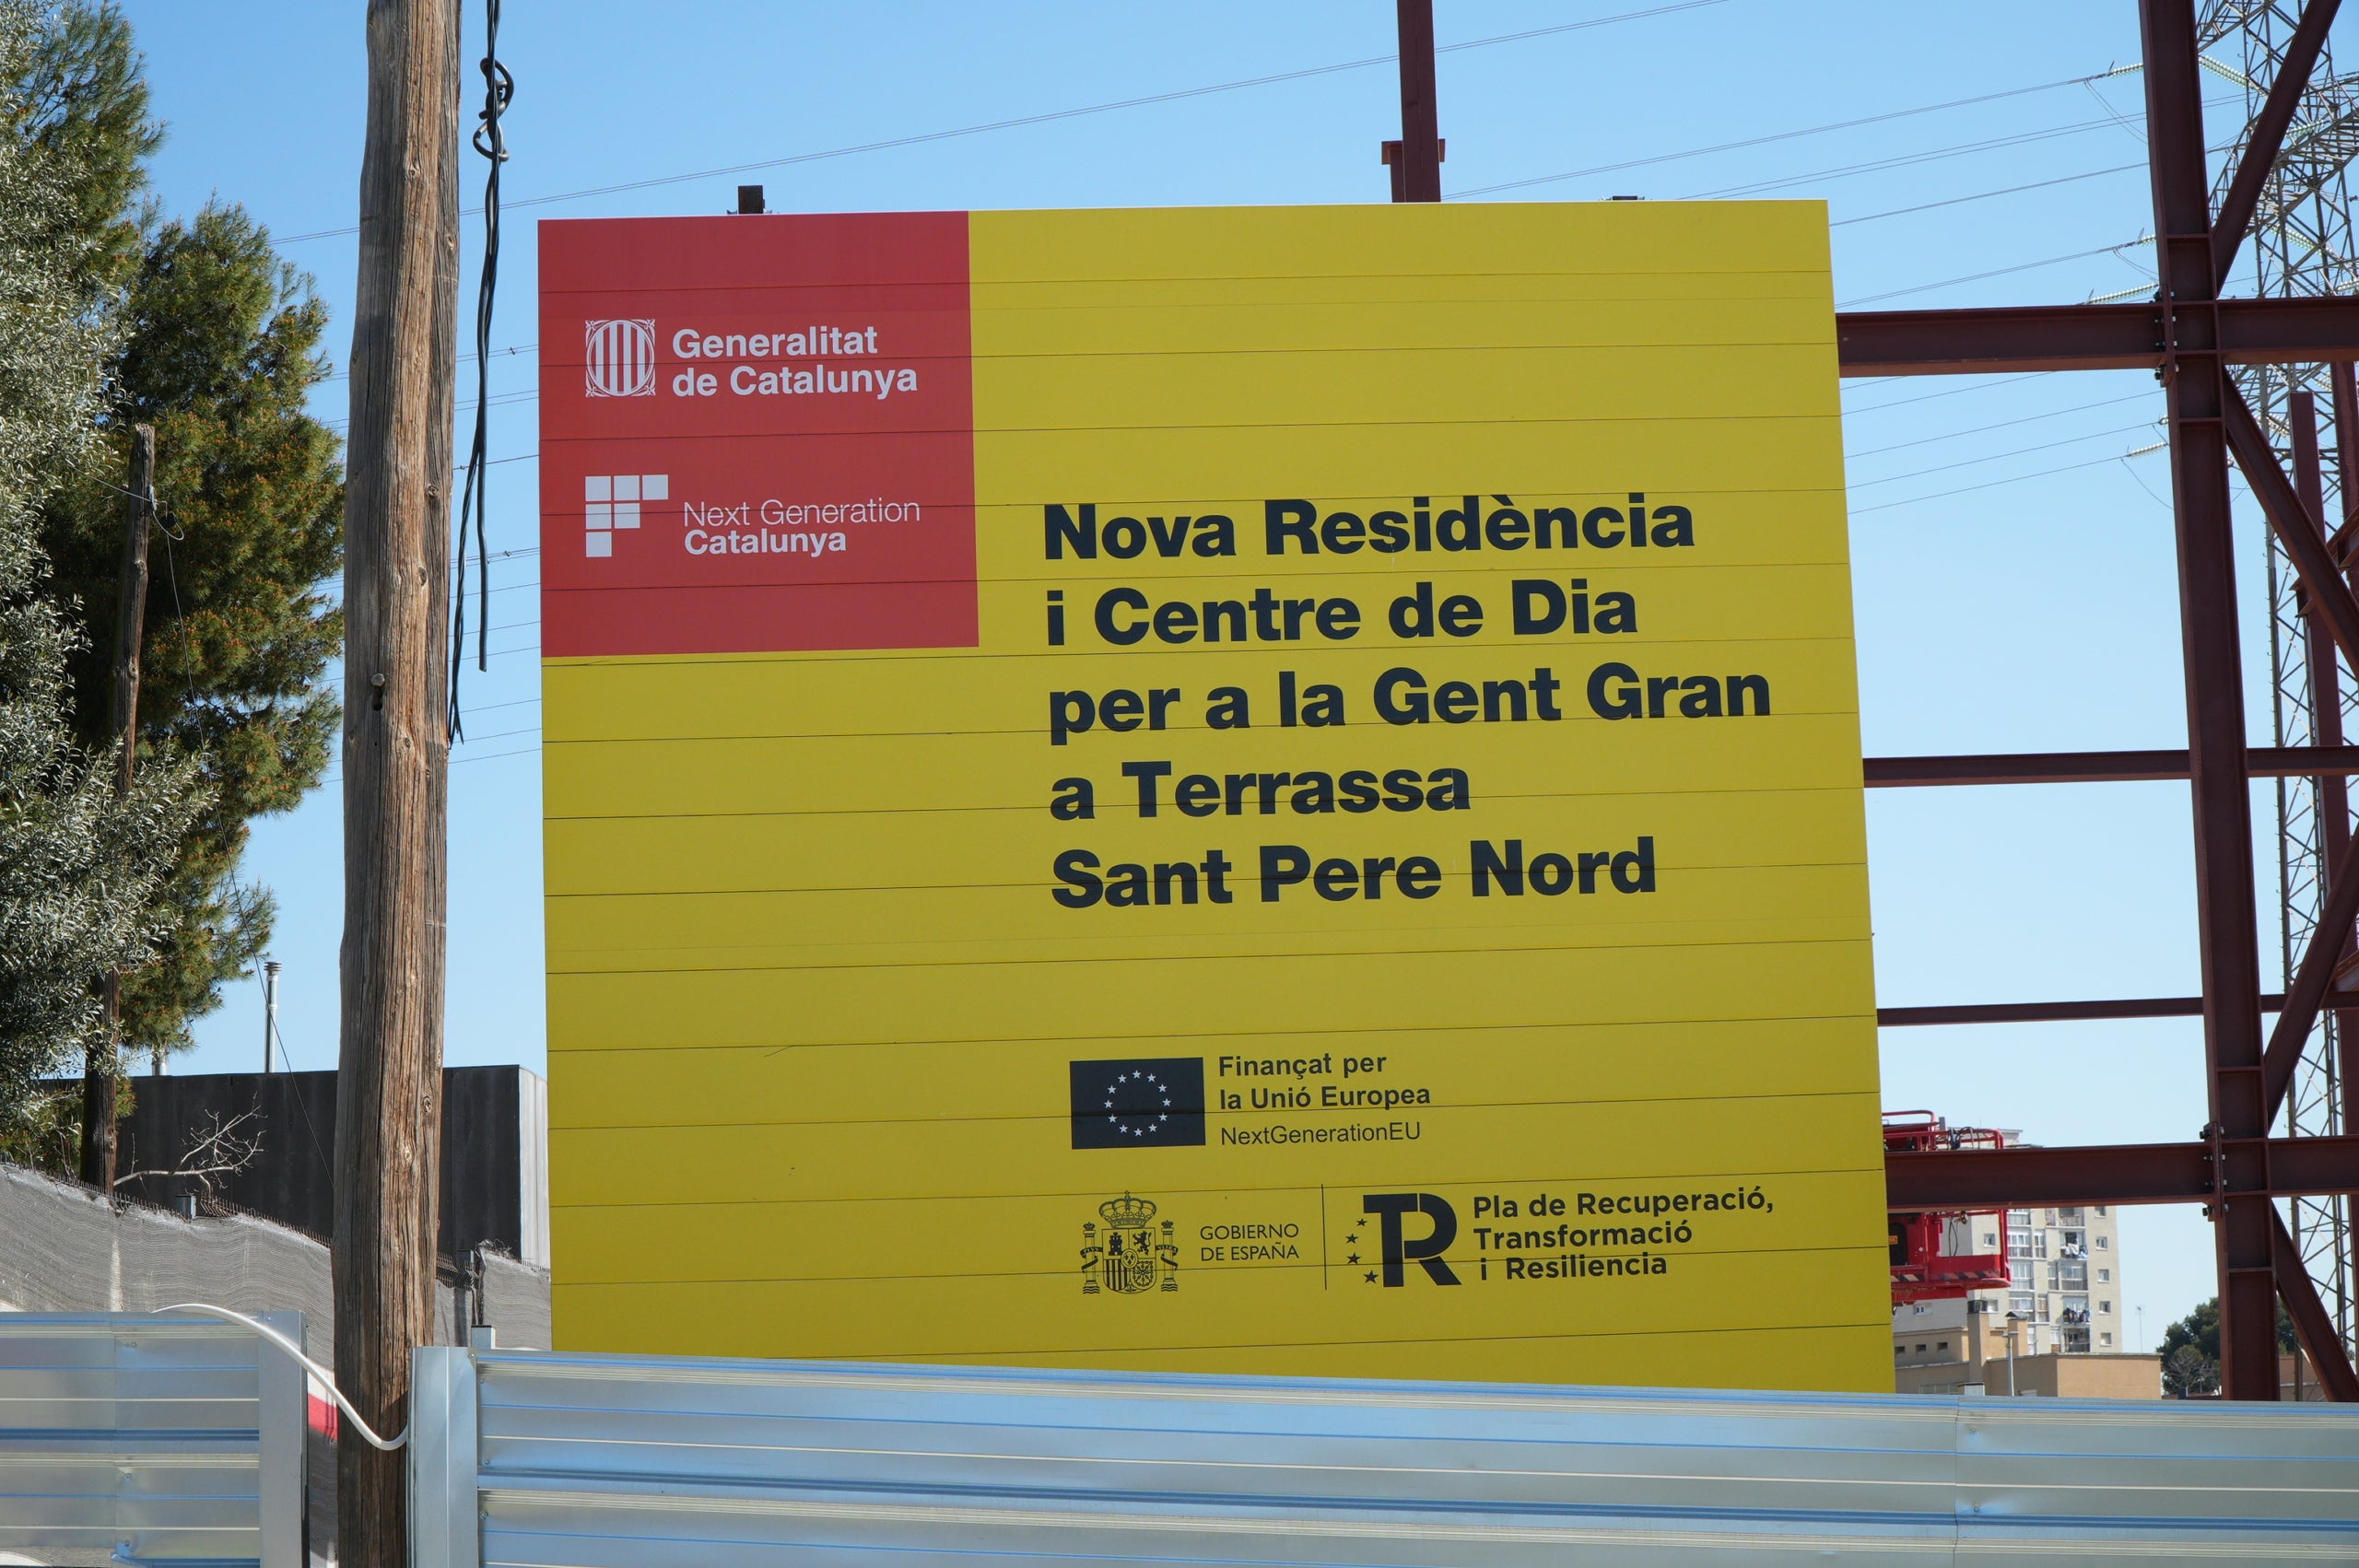 Generalitat
de Catalunya
Next Generation
Catalunya
Nova Residència
i Centre de Dia
per a la Gent Gran
a Terrassa
Sant Pere Nord
Finançat per
la Unió Europea
NextGenerationEU
GOBIERNO
DE ESPAÑA
TR
Pla de Recuperació,
Transformació
i Resiliencia